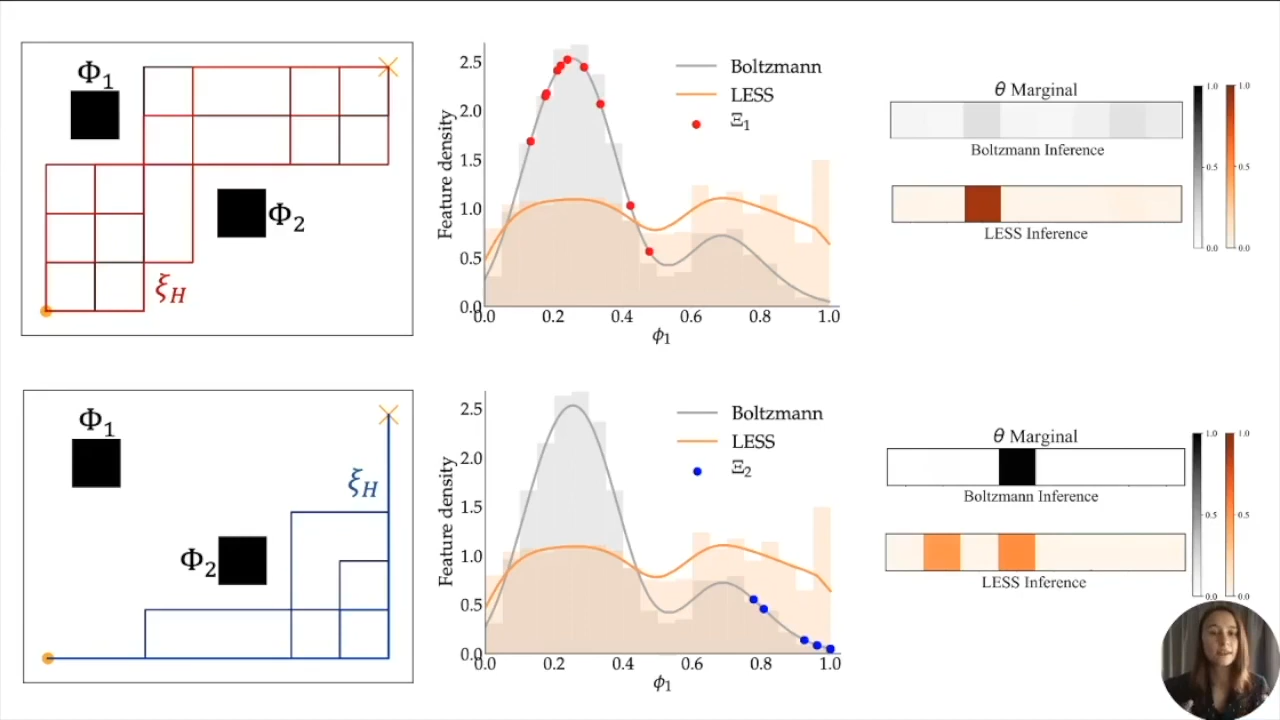 Φ₁
Φ₂
ξ_H
Feature density
2.5
2.0
1.5
1.0
0.5
0.0
0.0 0.2 0.4 0.6 0.8 1.0
ϕ₁
Boltzmann
LESS
Ξ₁
θ Marginal
Boltzmann Inference
LESS Inference
1.0 1.0
0.5 0.5
0.0 0.0
Φ₁
ξ_H
Φ₂
Feature density
2.5
2.0
1.5
1.0
0.5
0.0
0.0 0.2 0.4 0.6 0.8 1.0
ϕ₁
Boltzmann
LESS
Ξ₂
θ Marginal
Boltzmann Inference
LESS Inference
1.0 1.0
0.5 0.5
0.0 0.0